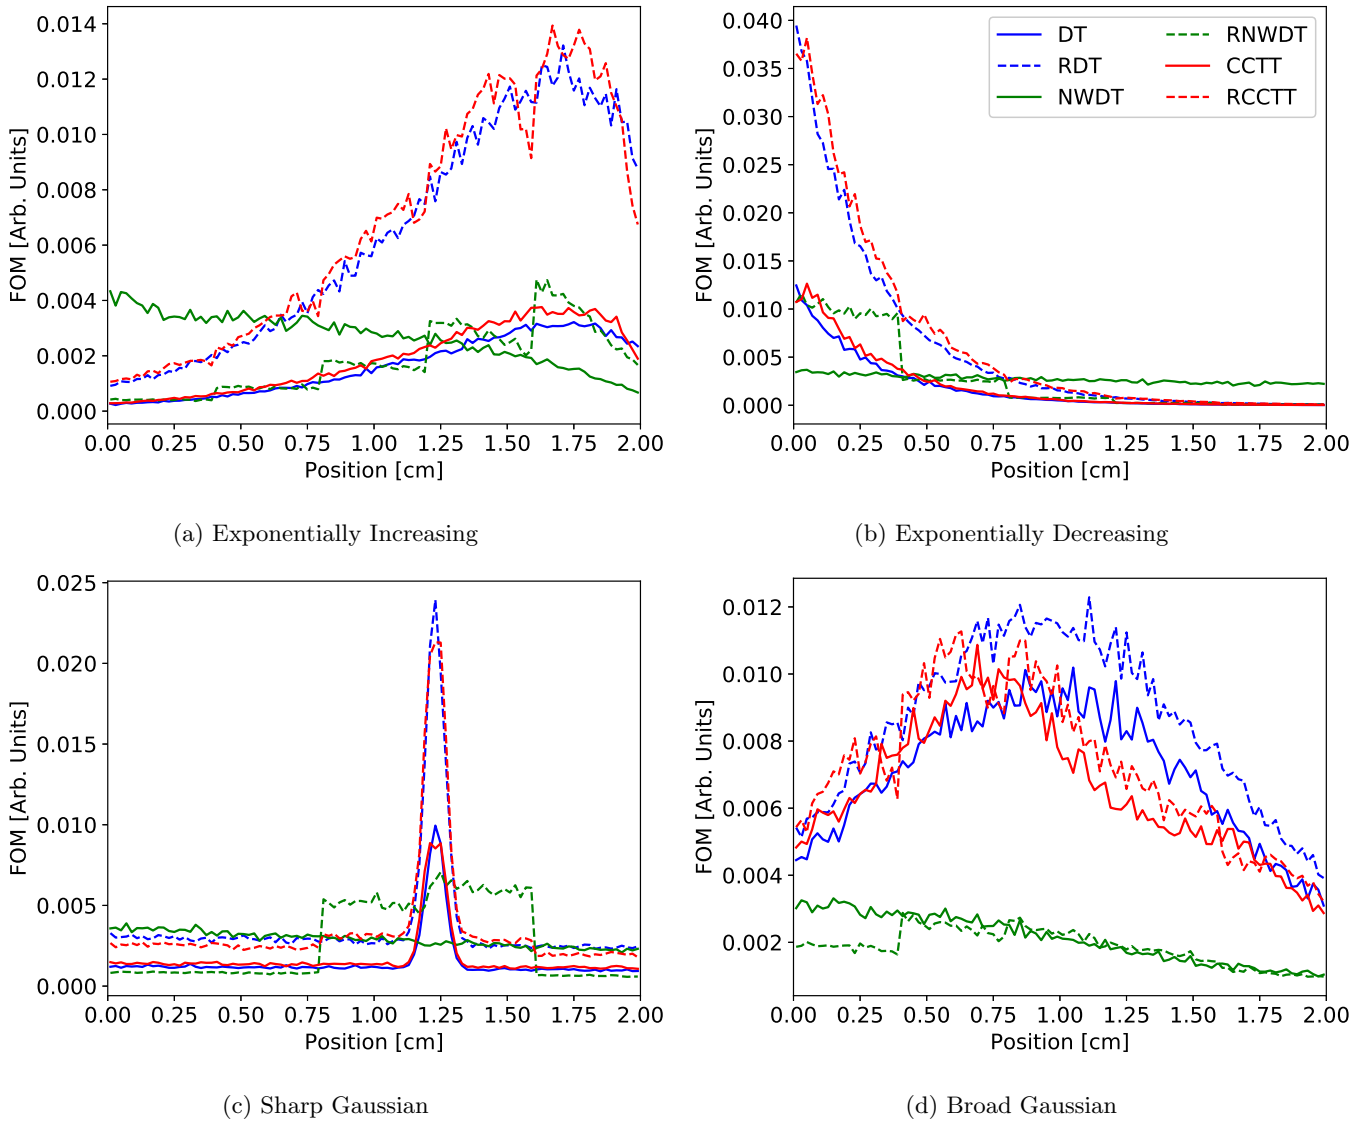 0.014
0.012
0.010
0.008
0.006
0.004
0.002
0.000
FOM [Arb. Units]
0.00 0.25 0.50 0.75 1.00 1.25 1.50 1.75 2.00
Position [cm]
(a) Exponentially Increasing
0.040
0.035
0.030
0.025
0.020
0.015
0.010
0.005
0.000
FOM [Arb. Units]
DT
RDT
NWDT
RNWDT
CCTT
RCCTT
0.00 0.25 0.50 0.75 1.00 1.25 1.50 1.75 2.00
Position [cm]
(b) Exponentially Decreasing
0.025
0.020
0.015
0.010
0.005
0.000
FOM [Arb. Units]
0.00 0.25 0.50 0.75 1.00 1.25 1.50 1.75 2.00
Position [cm]
(c) Sharp Gaussian
0.012
0.010
0.008
0.006
0.004
0.002
FOM [Arb. Units]
0.00 0.25 0.50 0.75 1.00 1.25 1.50 1.75 2.00
Position [cm]
(d) Broad Gaussian